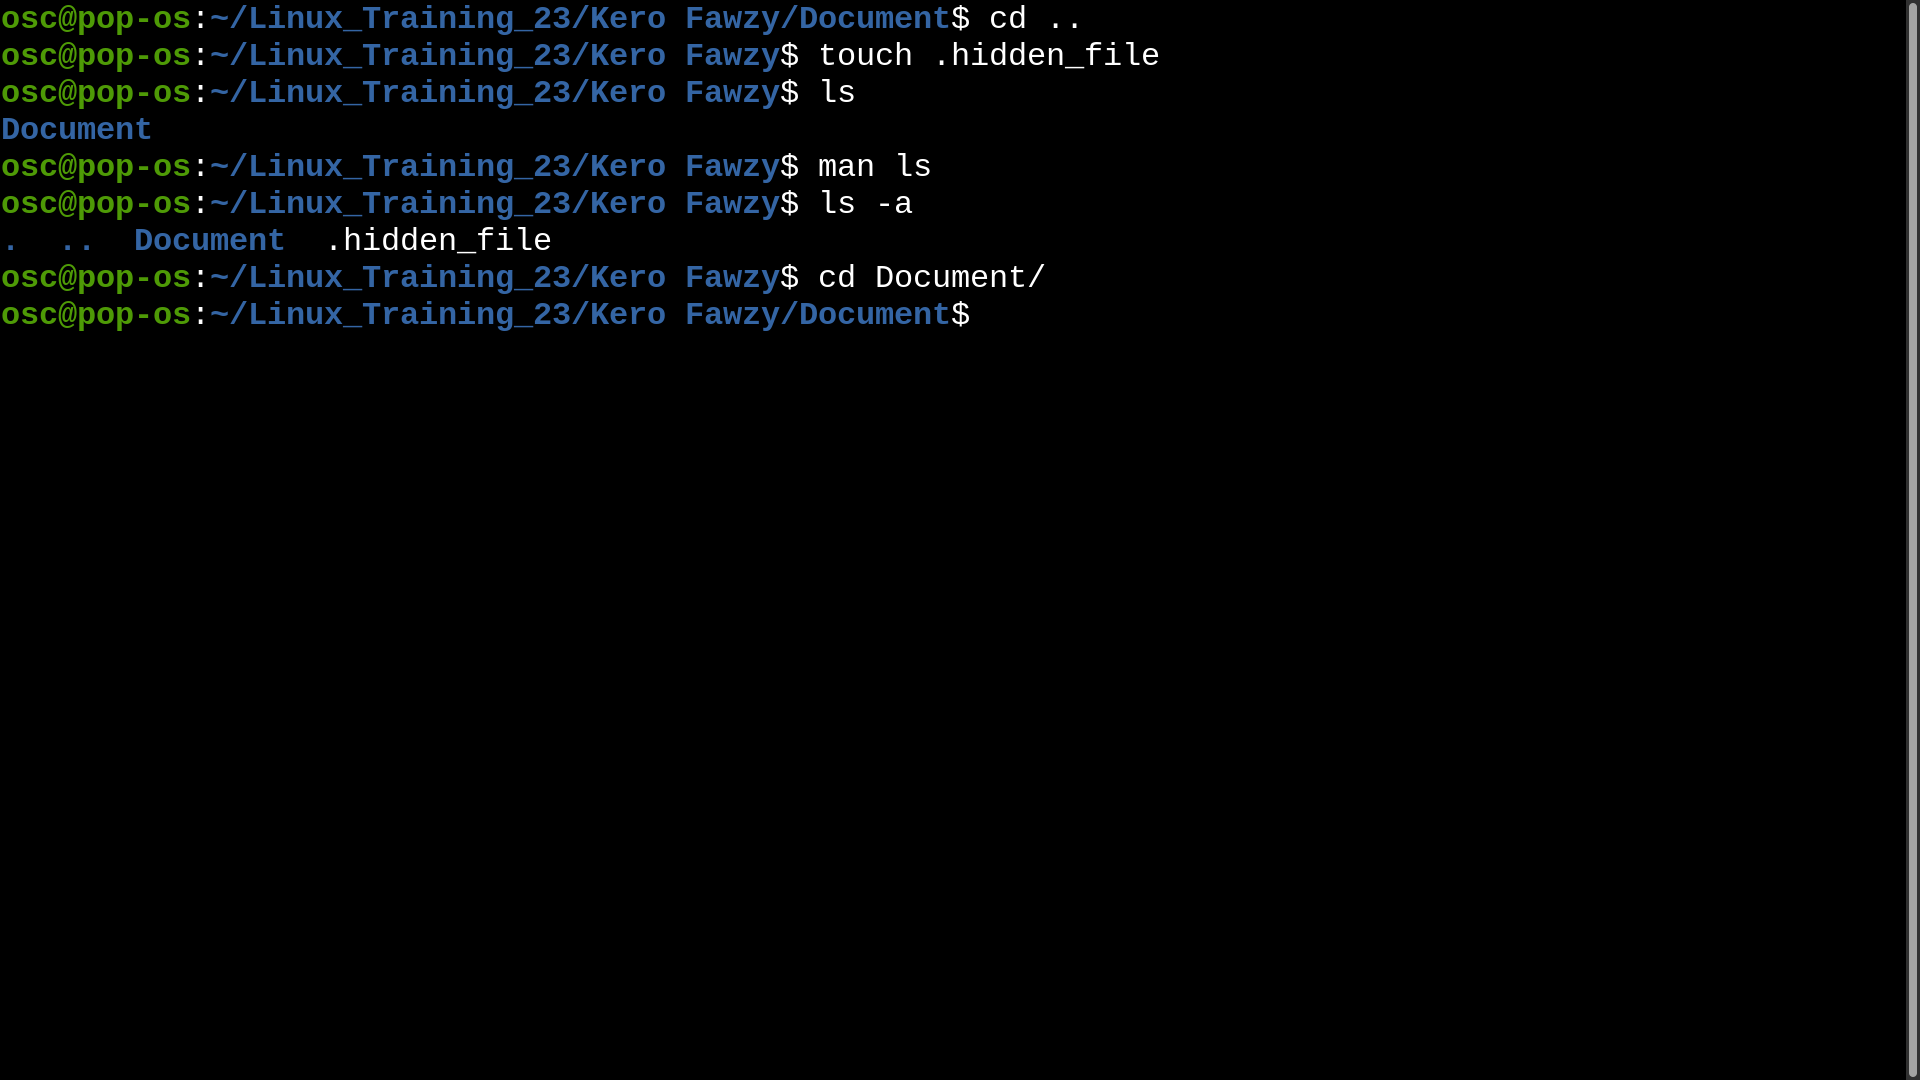 osc@pop-os:~/Linux_Training_23/Kero Fawzy/Document$ cd ..
osc@pop-os:~/Linux_Training_23/Kero Fawzy$ touch .hidden_file
osc@pop-os:~/Linux_Training_23/Kero Fawzy$ ls
Document
osc@pop-os:~/Linux_Training_23/Kero Fawzy$ man ls
osc@pop-os:~/Linux_Training_23/Kero Fawzy$ ls -a
.  ..  Document  .hidden_file
osc@pop-os:~/Linux_Training_23/Kero Fawzy$ cd Document/
osc@pop-os:~/Linux_Training_23/Kero Fawzy/Document$